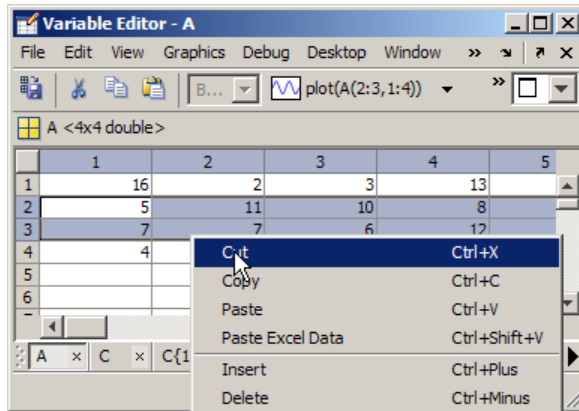 Variable Editor - A
File Edit View Graphics Debug Desktop Window »
B... plot(A(2:3,1:4)) »
A <4x4 double>
1 2 3 4 5
1 16 2 3 13
2 5 11 10 8
3 7 7 6 12
4 4
5
6
Cut Ctrl+X
Copy Ctrl+C
Paste Ctrl+V
Paste Excel Data Ctrl+Shift+V
Insert Ctrl+Plus
Delete Ctrl+Minus
A × C × C{1